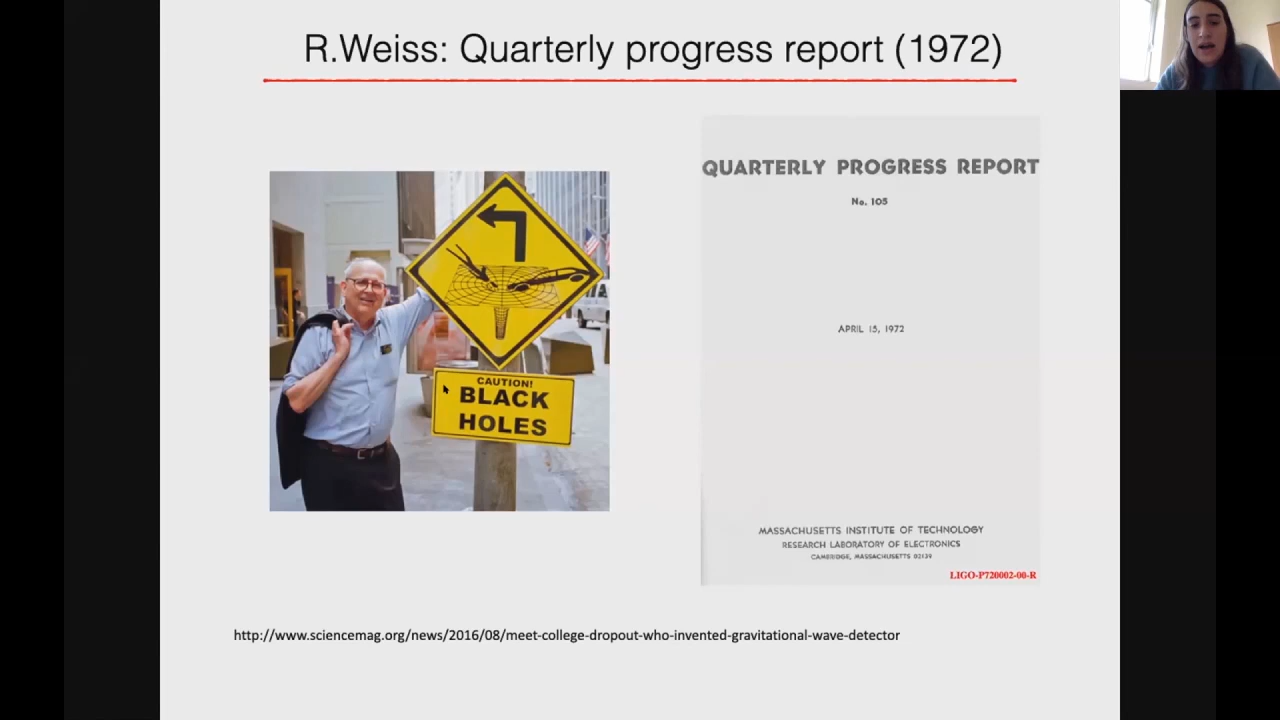 R.Weiss: Quarterly progress report (1972)
CAUTION!
BLACK
HOLES
QUARTERLY PROGRESS REPORT
No. 105
APRIL 15, 1972
MASSACHUSETTS INSTITUTE OF TECHNOLOGY
RESEARCH LABORATORY OF ELECTRONICS
CAMBRIDGE, MASSACHUSETTS 02139
LIGO-P720002-00-R
http://www.sciencemag.org/news/2016/08/meet-college-dropout-who-invented-gravitational-wave-detector